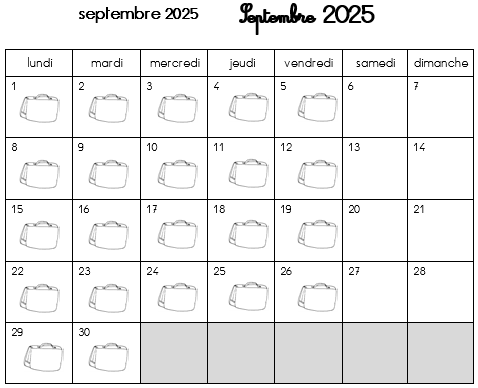 septembre 2025 Septembre 2025
lundi mardi mercredi jeudi vendredi samedi dimanche
1 2 3 4 5 6 7
8 9 10 11 12 13 14
15 16 17 18 19 20 21
22 23 24 25 26 27 28
29 30